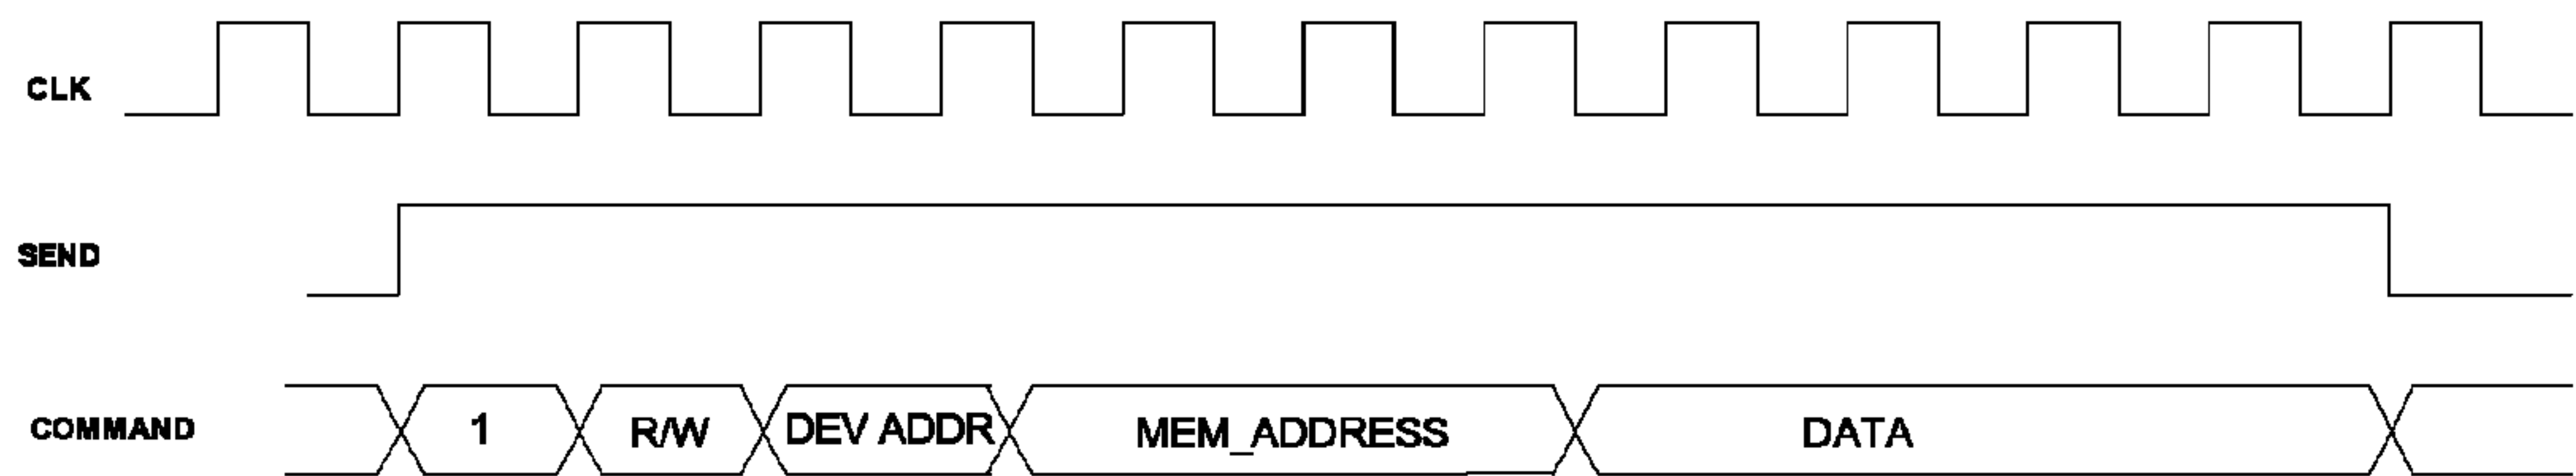 CLK
SEND
COMMAND 1 R/W DEV ADDR MEM_ADDRESS DATA